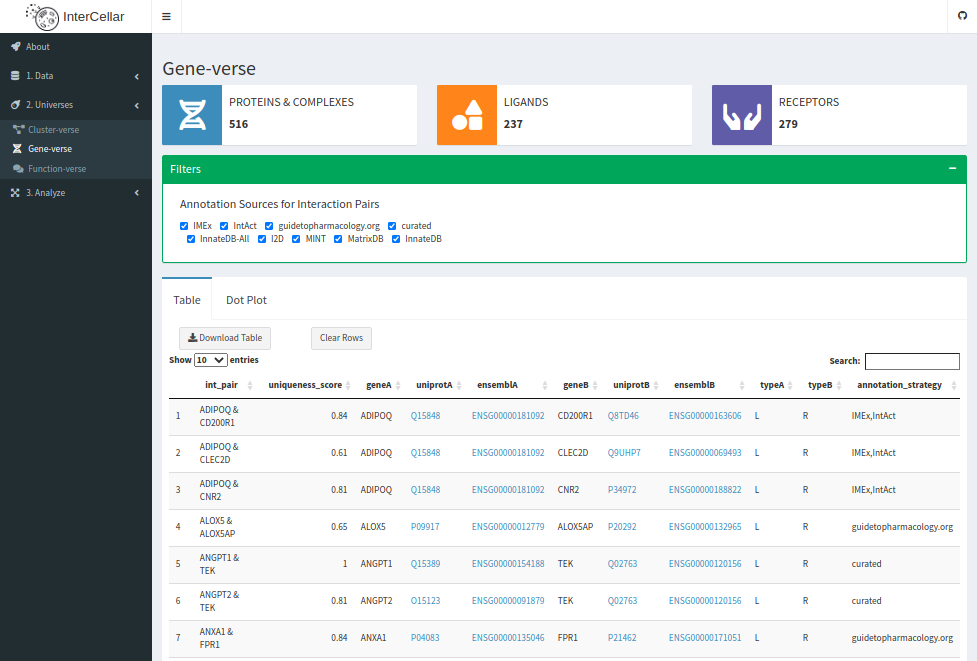 InterCellar
About
1. Data
2. Universes
Cluster-verse
Gene-verse
Function-verse
3. Analyze
Gene-verse
PROTEINS & COMPLEXES
516
LIGANDS
237
RECEPTORS
279
Filters
Annotation Sources for Interaction Pairs
IMEx IntAct guidetopharmacology.org curated
InnateDB-All I2D MINT MatrixDB InnateDB
Table Dot Plot
Download Table Clear Rows
Show 10 entries Search:
int_pair uniqueness_score geneA uniprotA ensemblA geneB uniprotB ensemblB typeA typeB annotation_strategy
1 ADIPOQ & CD200R1 0.84 ADIPOQ Q15848 ENSG00000181092 CD200R1 Q8TD46 ENSG00000163606 L R IMEx,IntAct
2 ADIPOQ & CLEC2D 0.61 ADIPOQ Q15848 ENSG00000181092 CLEC2D Q9UHP7 ENSG00000069493 L R IMEx,IntAct
3 ADIPOQ & CNR2 0.81 ADIPOQ Q15848 ENSG00000181092 CNR2 P34972 ENSG00000188822 L R IMEx,IntAct
4 ALOX5 & ALOX5AP 0.65 ALOX5 P09917 ENSG00000012779 ALOX5AP P20292 ENSG00000132965 L R guidetopharmacology.org
5 ANGPT1 & TEK 1 ANGPT1 Q15389 ENSG00000154188 TEK Q02763 ENSG00000120156 L R curated
6 ANGPT2 & TEK 0.81 ANGPT2 O15123 ENSG00000091879 TEK Q02763 ENSG00000120156 L R curated
7 ANXA1 & FPR1 0.84 ANXA1 P04083 ENSG00000135046 FPR1 P21462 ENSG00000171051 L R guidetopharmacology.org